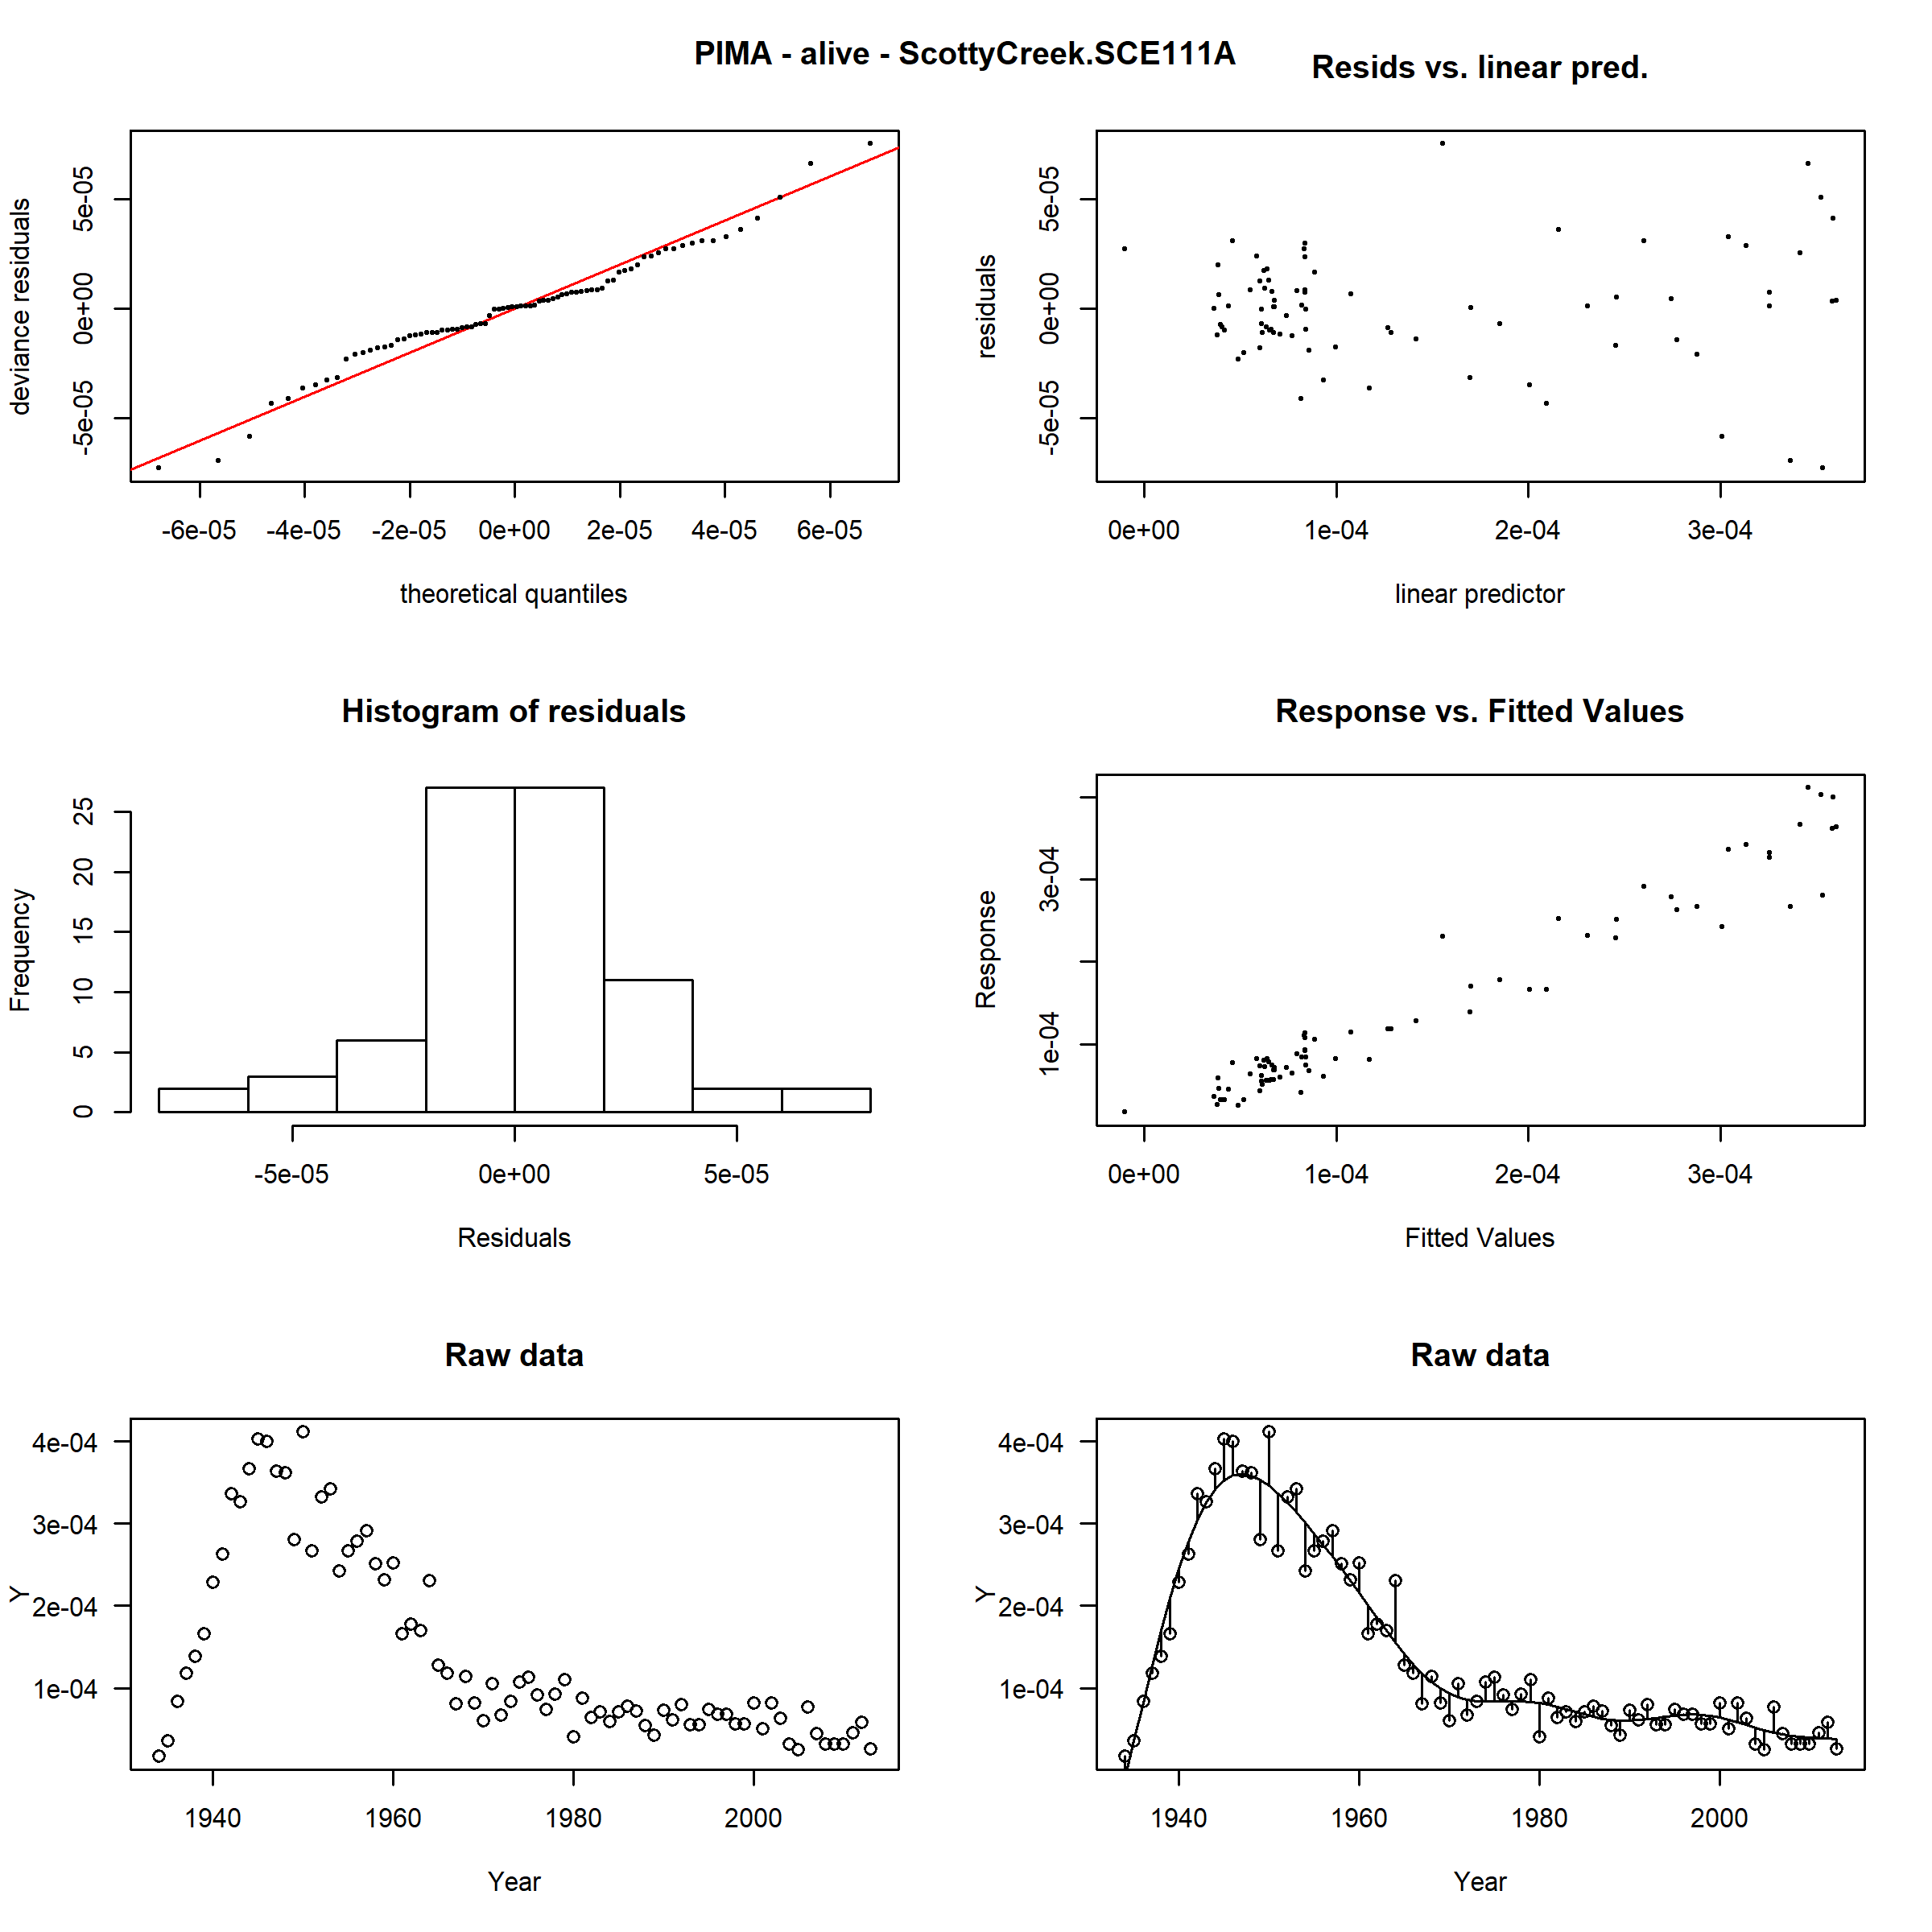 PIMA - alive - ScottyCreek.SCE111A
Resids vs. linear pred.
deviance residuals
-5e-05 0e+00 5e-05
-6e-05 -4e-05 -2e-05 0e+00 2e-05 4e-05 6e-05
theoretical quantiles
residuals
-5e-05 0e+00 5e-05
0e+00 1e-04 2e-04 3e-04
linear predictor
Histogram of residuals
Frequency
0 5 10 15 20 25
-5e-05 0e+00 5e-05
Residuals
Response vs. Fitted Values
Response
1e-04 3e-04
0e+00 1e-04 2e-04 3e-04
Fitted Values
Raw data
Y
4e-04
3e-04
2e-04
1e-04
1940 1960 1980 2000
Year
Raw data
Y
4e-04
3e-04
2e-04
1e-04
1940 1960 1980 2000
Year